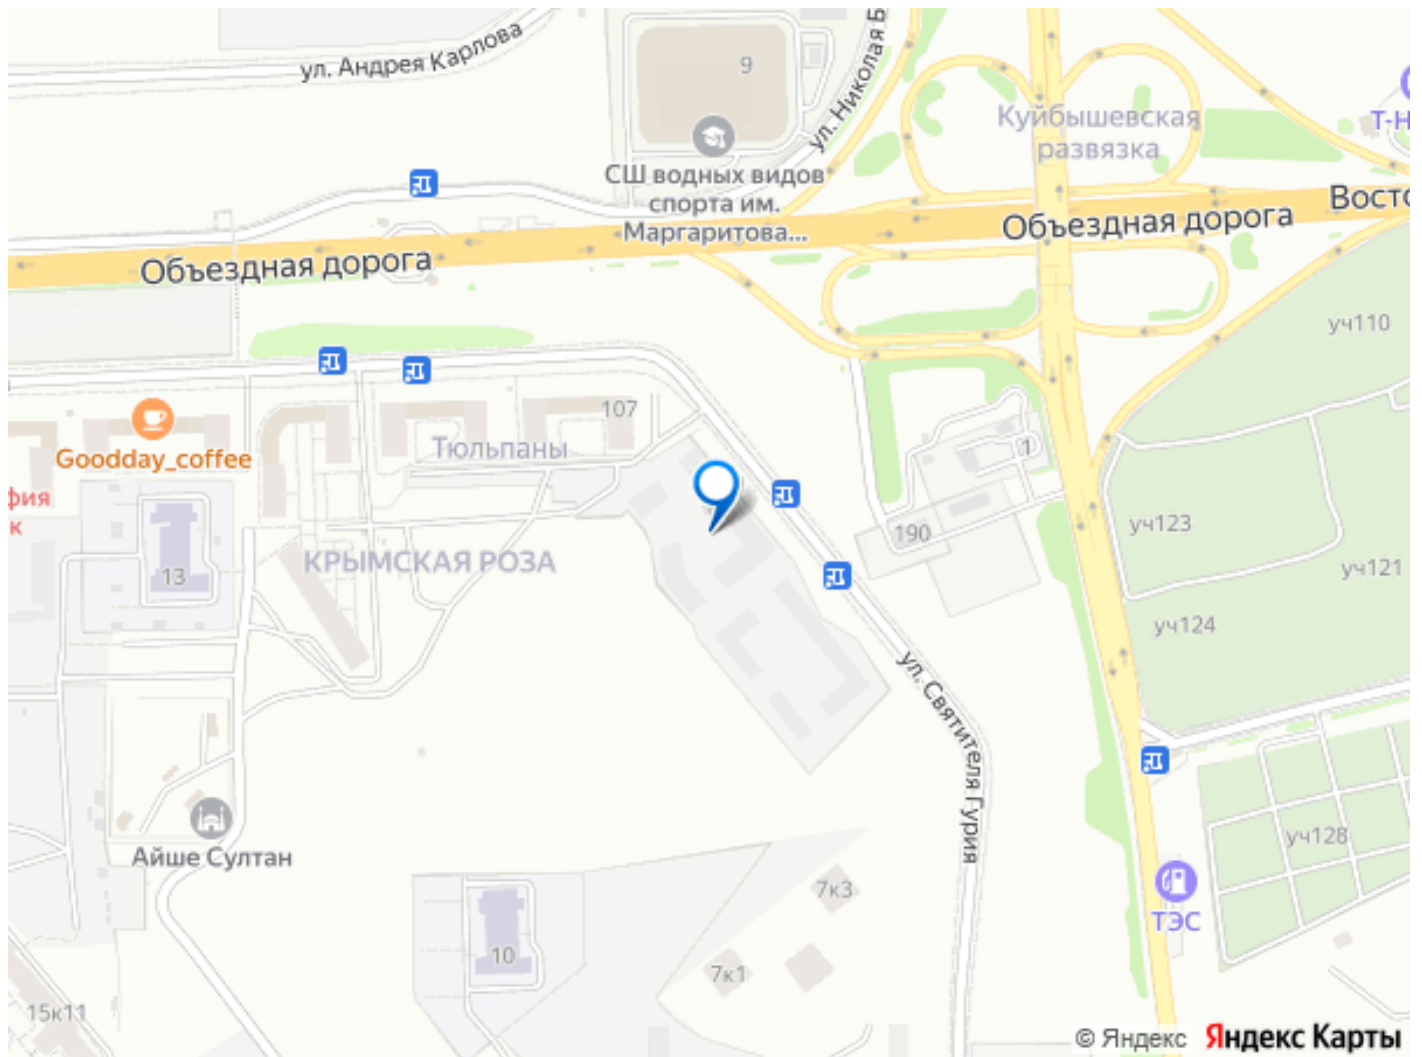 ул. Андрея Карлова
9
ул. Николая Б
Куйбышевская
развязка
Т-Н
СШ водных видов
спорта им.
Маргаритова...
Восто
Объездная дорога
Объездная дорога
уч110
107
Тюльпаны
Goodday_coffee
1
фия
к
190
уч123
КРЫМСКАЯ РОЗА
13
уч121
уч124
ул. Святителя Гурия
Айше Султан
уч128
7к3
ТЭС
10
7к1
15к11
© Яндекс Яндекс Карты